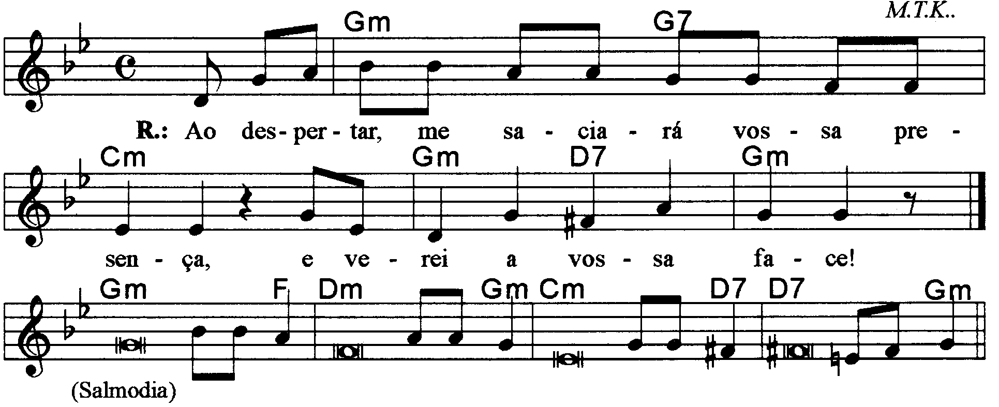 M.T.K..
Gm G7
R.: Ao des - per - tar, me sa - cia - rá vos - sa pre -
Cm Gm D7 Gm
sen - ça, e ve - rei a vos - sa fa - ce!
Gm F Dm Gm Cm D7 D7 Gm
(Salmodia)